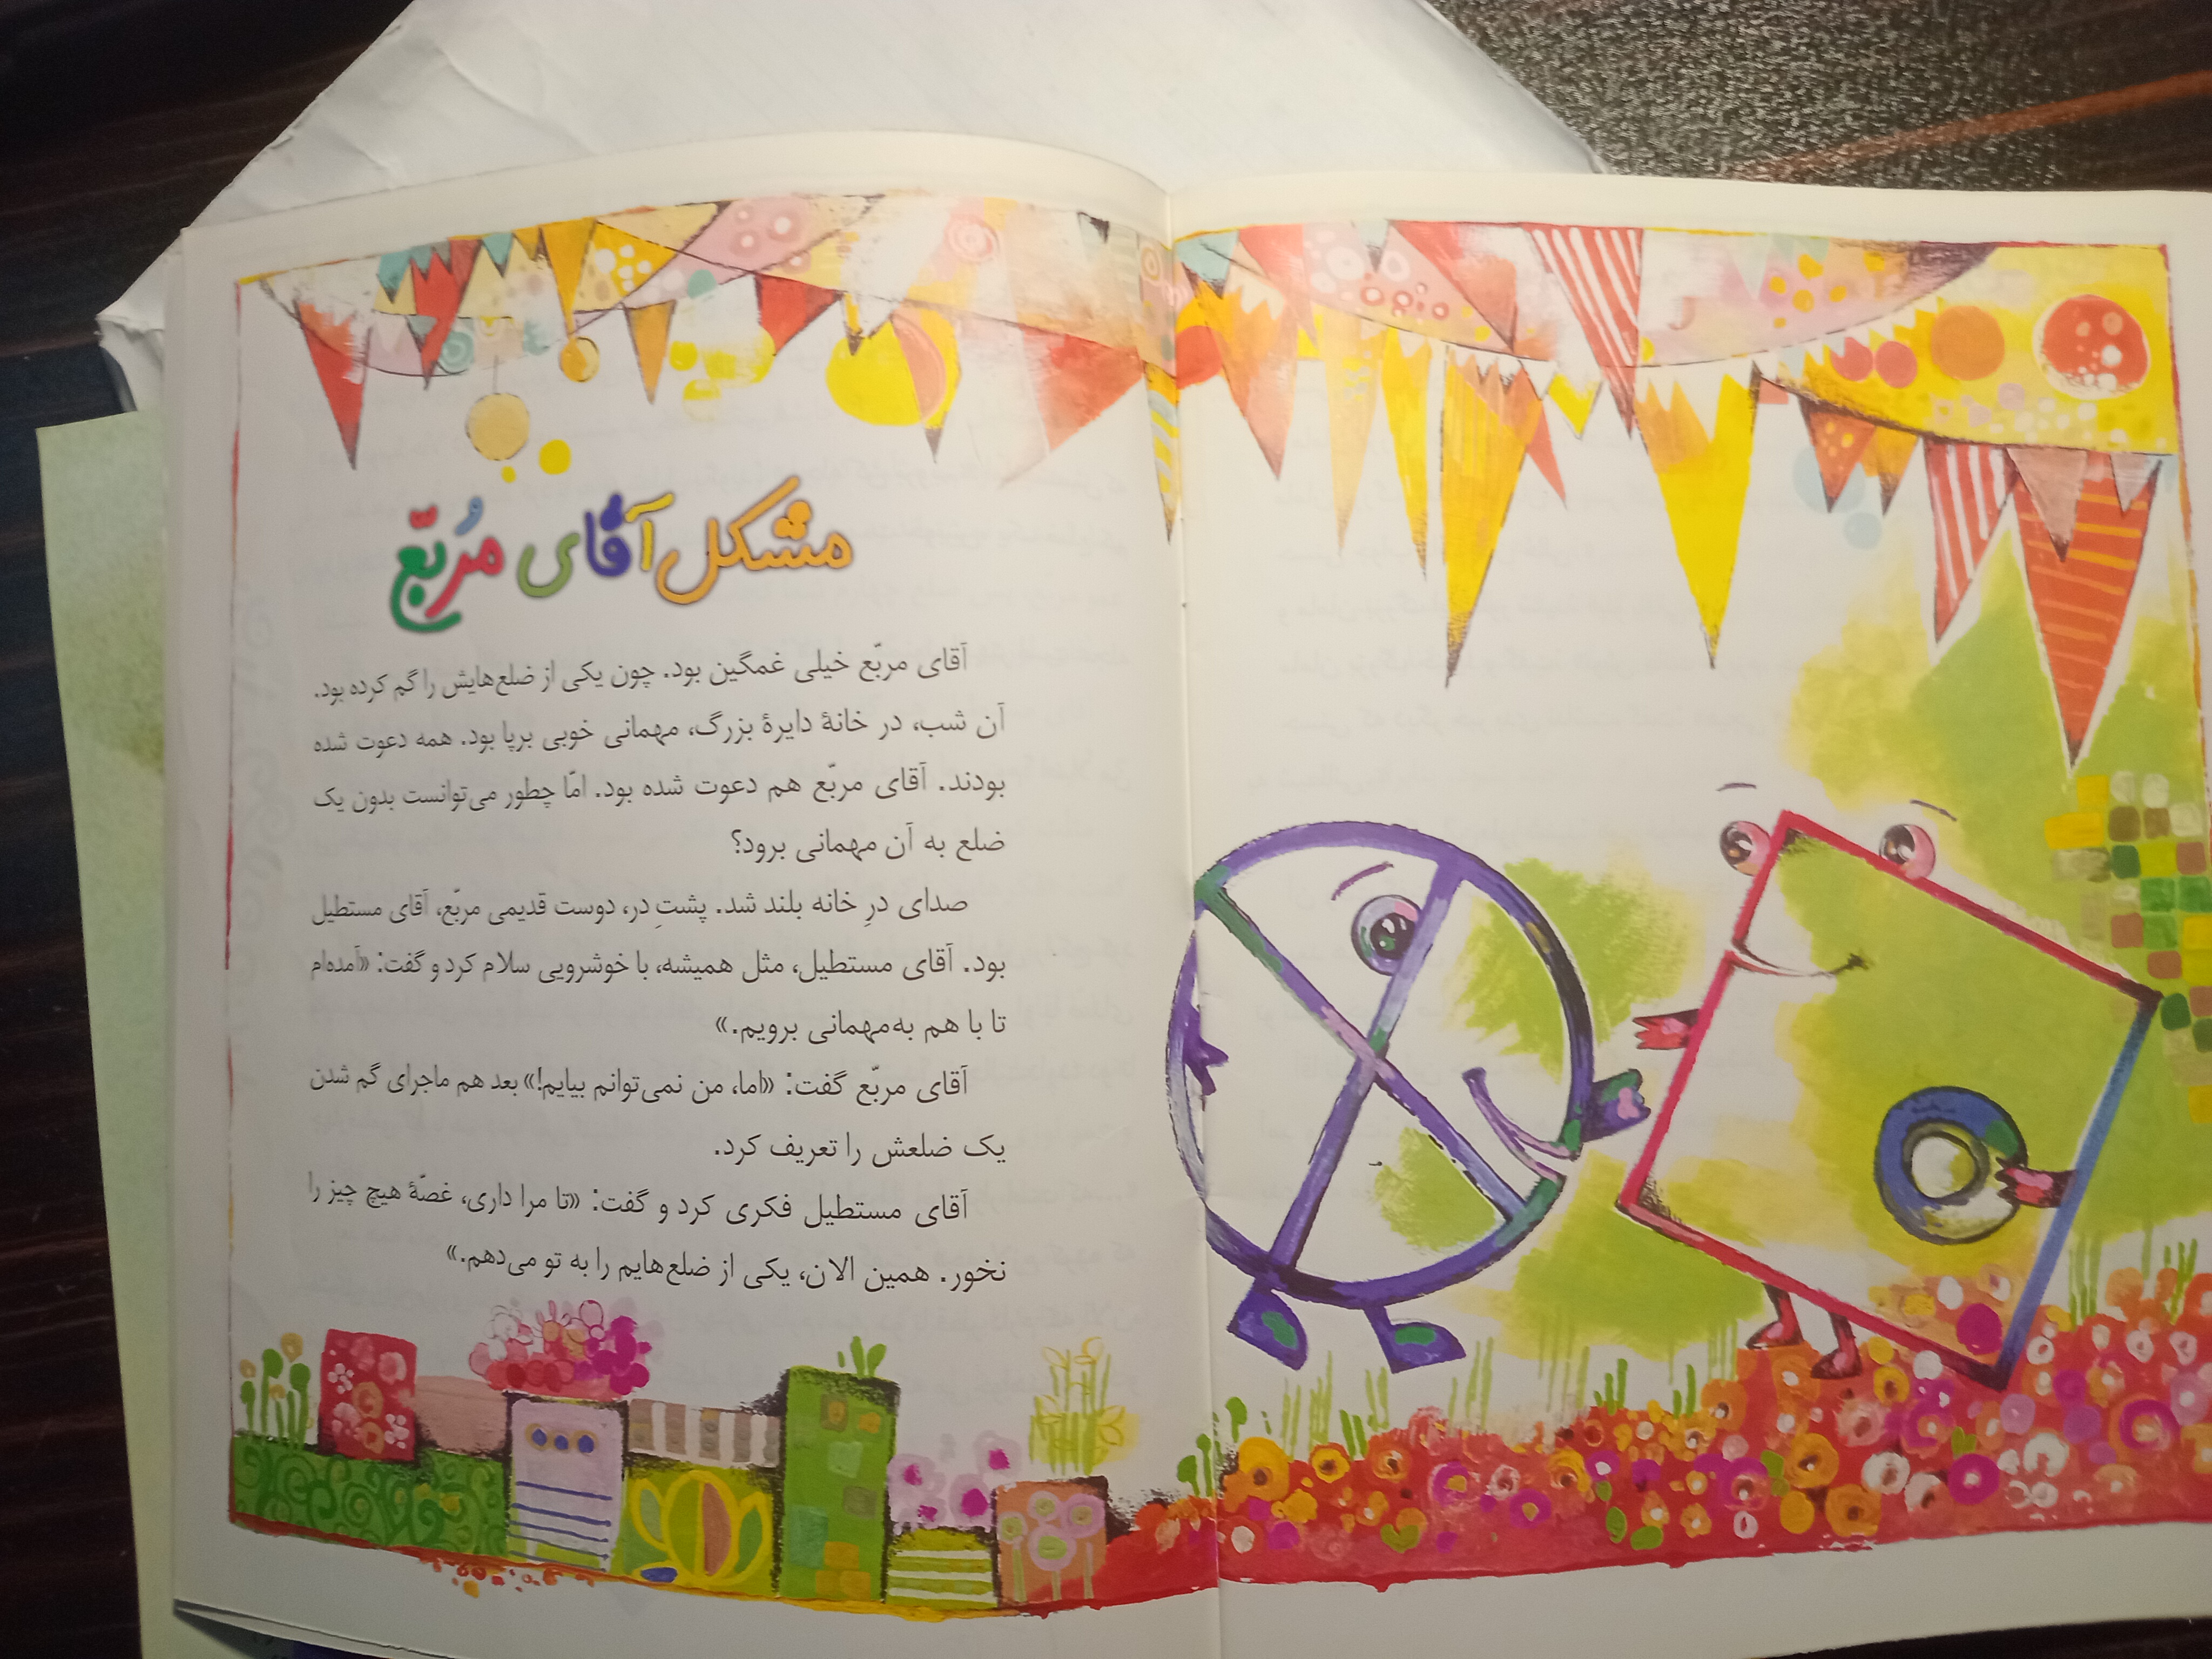 مشکل آقای مُربّع
آقای مربّع خیلی غمگین بود. چون یکی از ضلع‌هایش را گم کرده بود.
آن شب، در خانهٔ دایرهٔ بزرگ، مهمانی خوبی برپا بود. همه دعوت شده
بودند. آقای مربّع هم دعوت شده بود. امّا چطور می‌توانست بدون یک
ضلع به آن مهمانی برود؟
صدای درِ خانه بلند شد. پشتِ در، دوست قدیمی مربّع، آقای مستطیل
بود. آقای مستطیل، مثل همیشه، با خوشرویی سلام کرد و گفت: «آمده‌ام
تا با هم به‌مهمانی برویم.»
آقای مربّع گفت: «اما، من نمی‌توانم بیایم!» بعد هم ماجرای گم شدن
یک ضلعش را تعریف کرد.
آقای مستطیل فکری کرد و گفت: «تا مرا داری، غصّهٔ هیچ چیز را
نخور. همین الان، یکی از ضلع‌هایم را به تو می‌دهم.»